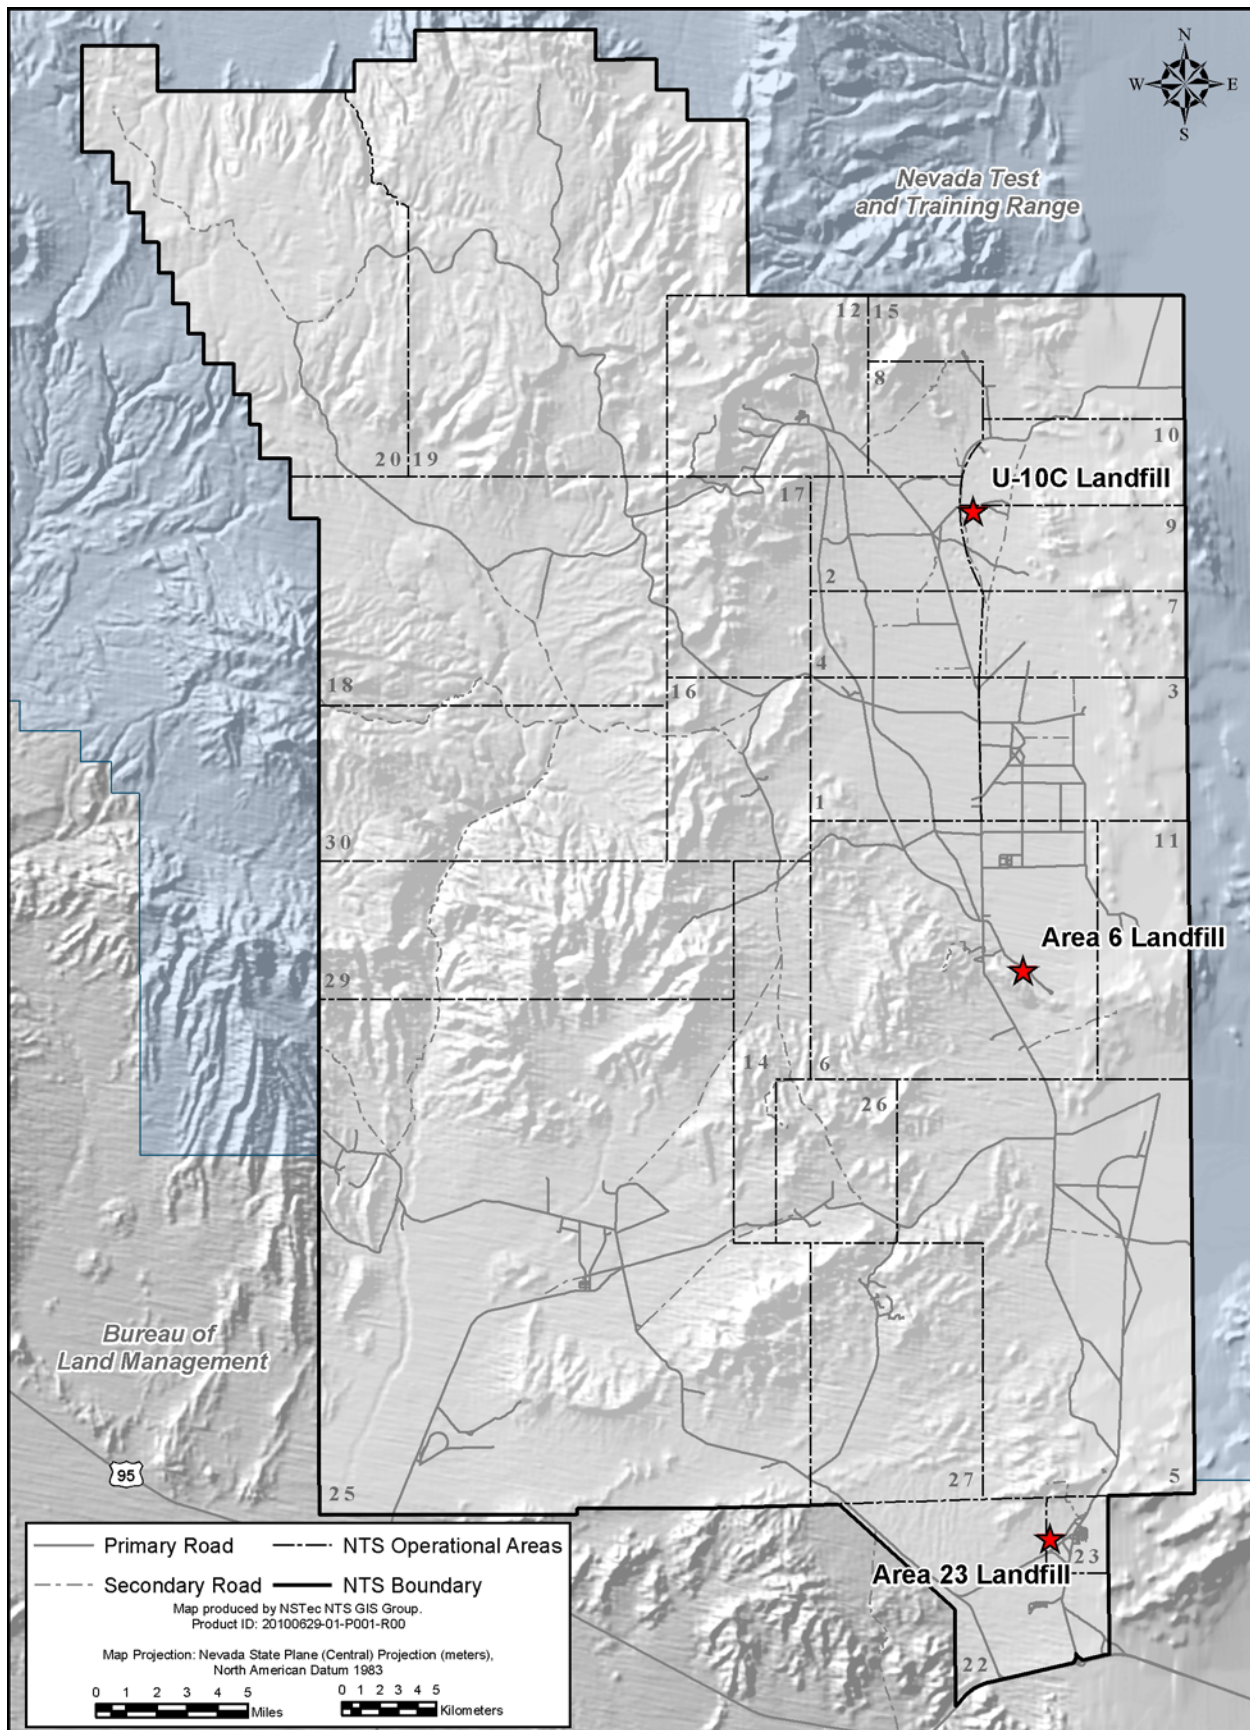 N
W E
S
Nevada Test
and Training Range
12 15
8
10
20 19
U-10C Landfill
17
9
2
7
4
18
16
3
1
30
11
Area 6 Landfill
29
14
6
26
Bureau of
Land Management
95
25
27
5
23
Area 23 Landfill
22
Primary Road
NTS Operational Areas
Secondary Road
NTS Boundary
Map produced by NSTec NTS GIS Group.
Product ID: 20100629-01-P001-R00
Map Projection: Nevada State Plane (Central) Projection (meters),
North American Datum 1983
0 1 2 3 4 5
Miles
0 1 2 3 4 5
Kilometers